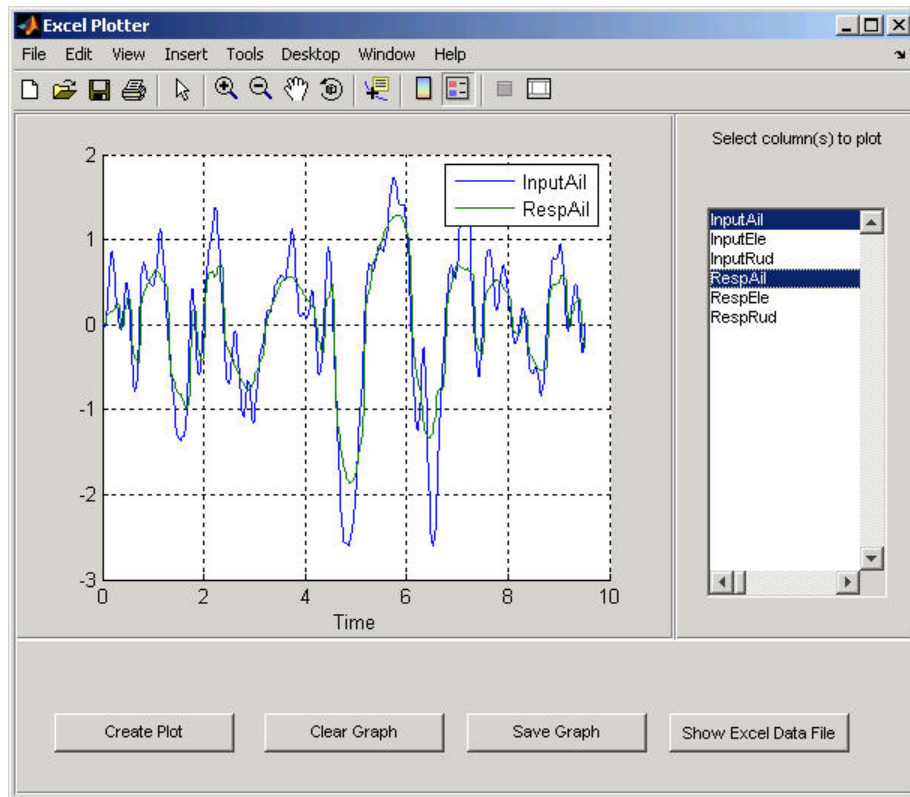 Excel Plotter
File Edit View Insert Tools Desktop Window Help
Select column(s) to plot
2
1
0
-1
-2
-3
0 2 4 6 8 10
Time
InputAil
RespAil
InputAil
InputEle
InputRud
RespAil
RespEle
RespRud
Create Plot Clear Graph Save Graph Show Excel Data File